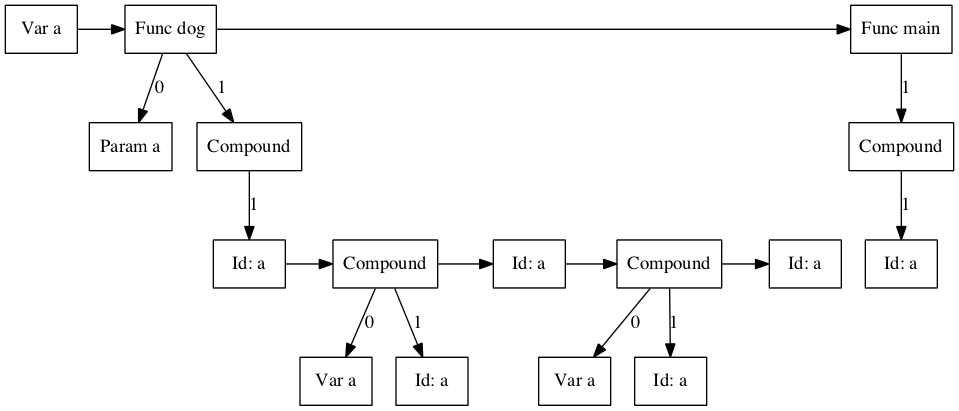 Var a
Func dog
Func main
0
1
1
Param a
Compound
Compound
1
1
Id: a
Compound
Id: a
Compound
Id: a
Id: a
0
1
0
1
Var a
Id: a
Var a
Id: a